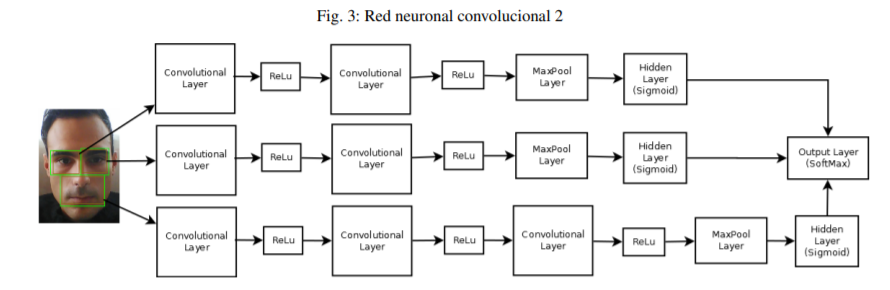 Fig. 3: Red neuronal convolucional 2
Convolutional
Layer
ReLu
Convolutional
Layer
ReLu
MaxPool
Layer
Hidden
Layer
(Sigmoid)
Convolutional
Layer
ReLu
Convolutional
Layer
ReLu
MaxPool
Layer
Hidden
Layer
(Sigmoid)
Output Layer
(SoftMax)
Convolutional
Layer
ReLu
Convolutional
Layer
ReLu
Convolutional
Layer
ReLu
MaxPool
Layer
Hidden
Layer
(Sigmoid)